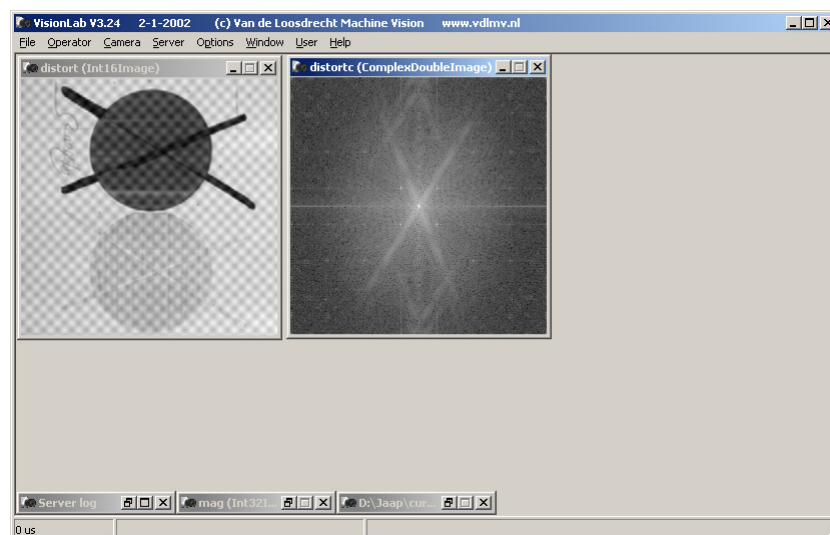 VisionLab V3.24 2-1-2002 (c) Van de Loosdrecht Machine Vision www.vdlmv.nl
File Operator Camera Server Options Window User Help
distort (Int16Image)
distortc (ComplexDoubleImage)
Server log
mag (Int32I...
D:\Jaap\cur...
0 us